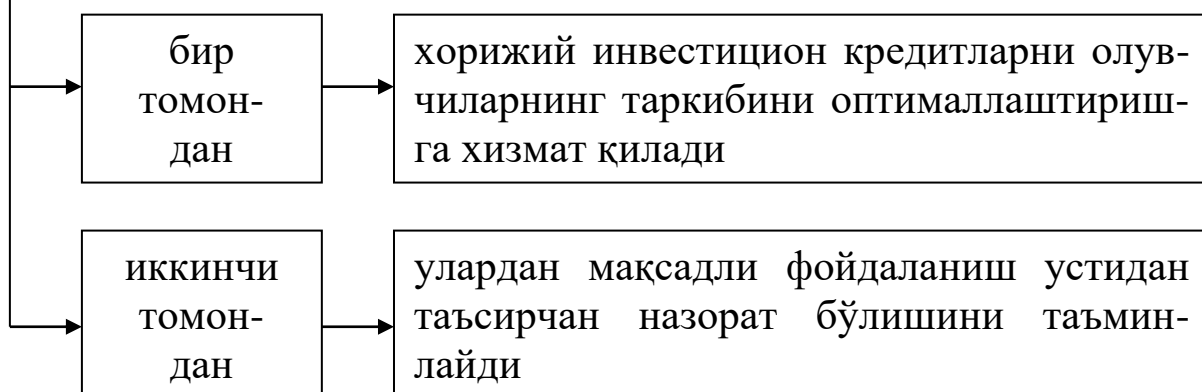 бир
томон-
дан
хорижий инвестицион кредитларни олув-
чиларнинг таркибини оптималлаштириш-
га хизмат қилади
иккинчи
томон-
дан
улардан мақсадли фойдаланиш устидан
таъсирчан назорат бўлишини таъмин-
лайди